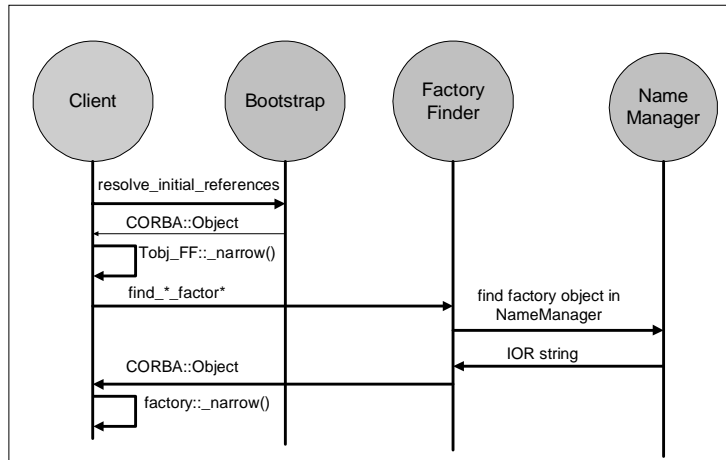 Client
Bootstrap
Factory
Finder
Name
Manager
resolve_initial_references
CORBA::Object
Tobj_FF::_narrow()
find_*_factor*
find factory object in
NameManager
IOR string
CORBA::Object
factory::_narrow()